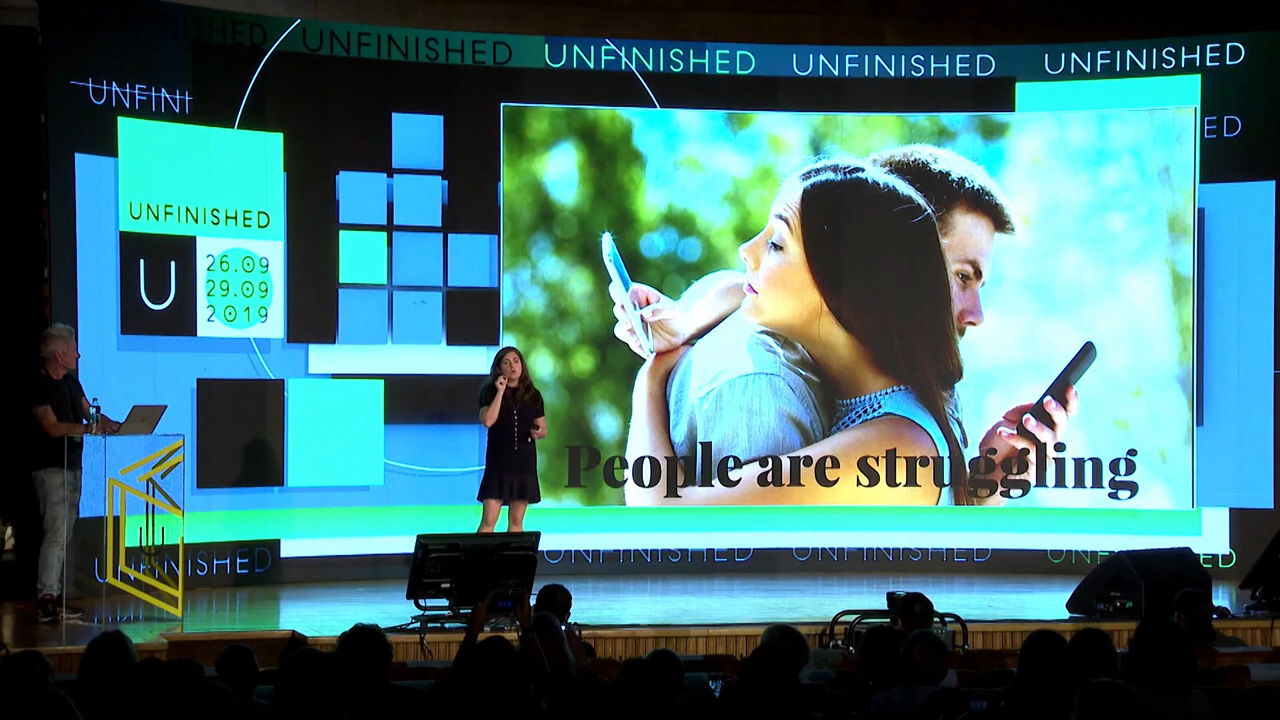 UNFINISHED
UNFINISHED
UNFINISHED
UNFINISHED
UNFINISHED
UNFINI
ED
UNFINISHED
U
26.09
29.09
2019
People are struggling
UNFINISHED
UNFINISHED
UNFINISHED